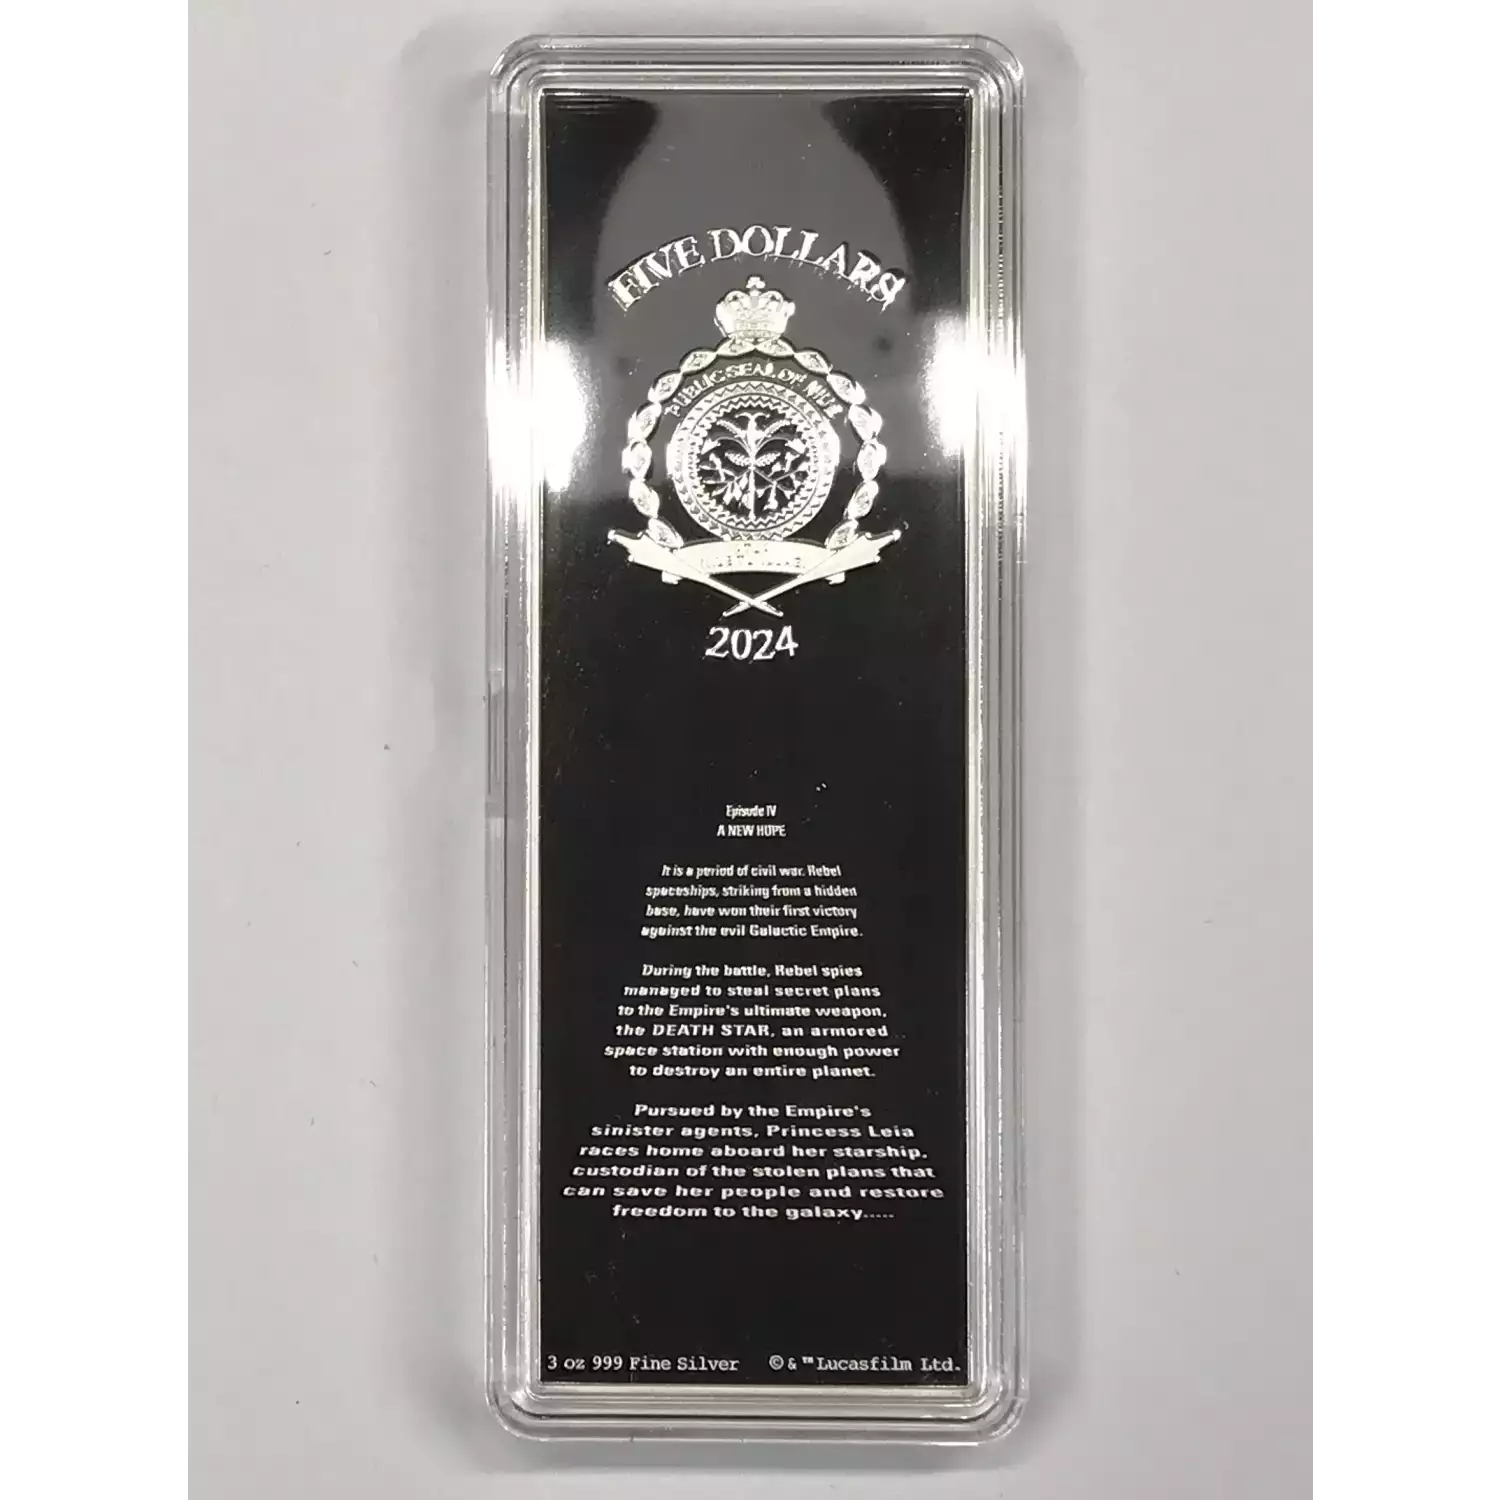 FIVE DOLLARS
PUBLIC SEAL OF NIUE
2024
Episode IV
A NEW HOPE
It is a period of civil war. Rebel
spaceships, striking from a hidden
base, have won their first victory
against the evil Galactic Empire.
During the battle, Rebel spies
managed to steal secret plans
to the Empire's ultimate weapon,
the DEATH STAR, an armored
space station with enough power
to destroy an entire planet.
Pursued by the Empire's
sinister agents, Princess Leia
races home aboard her starship,
custodian of the stolen plans that
can save her people and restore
freedom to the galaxy.....
3 oz 999 Fine Silver © & ™ Lucasfilm Ltd.